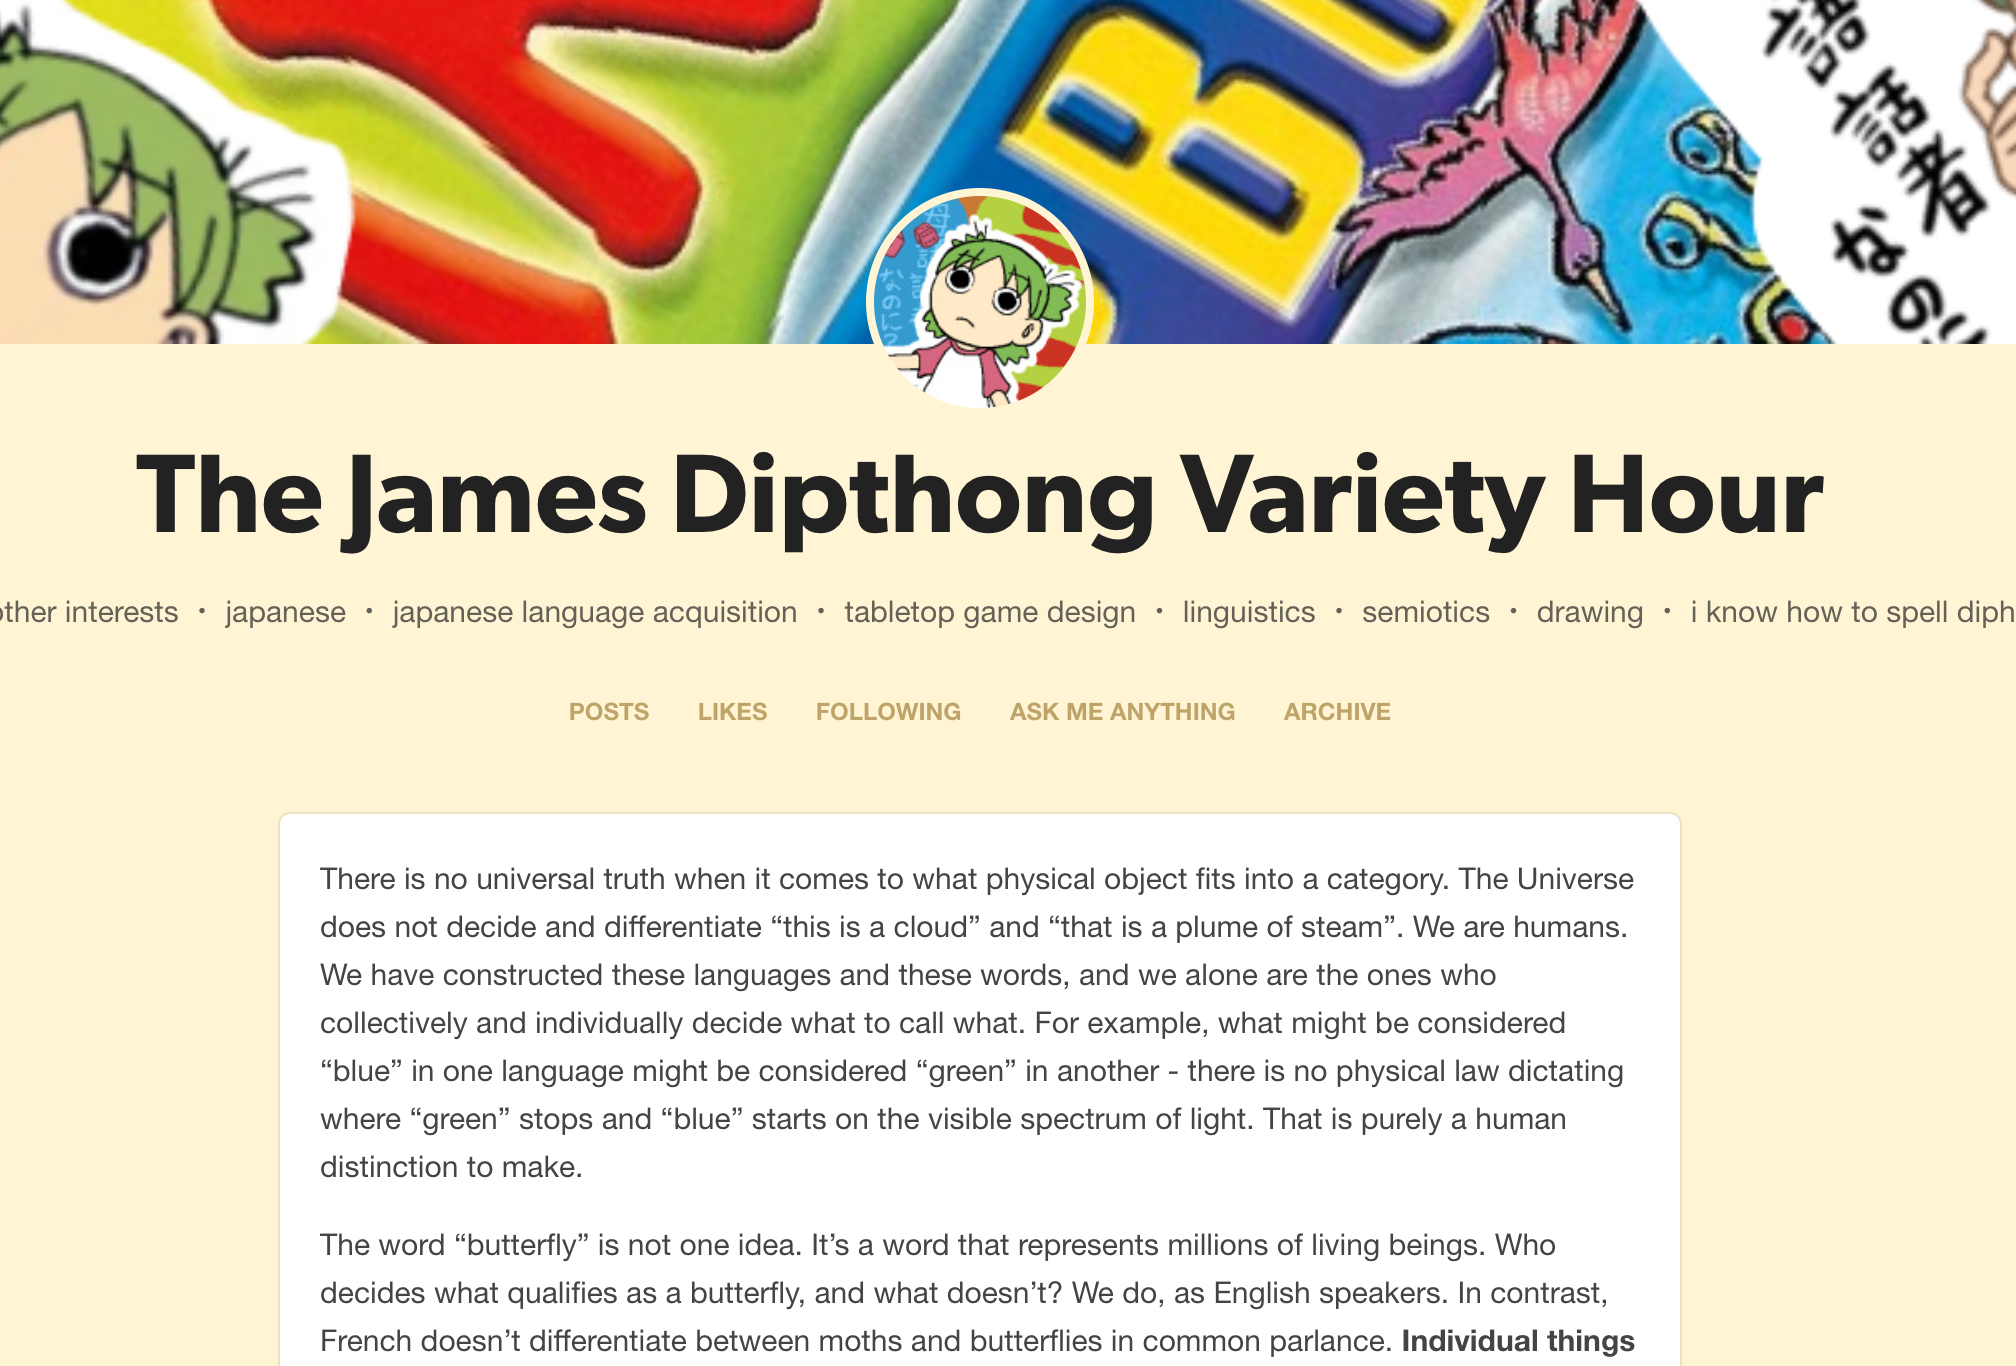 BU
語
話
者
なの
The James Dipthong Variety Hour
other interests • japanese • japanese language acquisition • tabletop game design • linguistics • semiotics • drawing • i know how to spell diph
POSTS LIKES FOLLOWING ASK ME ANYTHING ARCHIVE
There is no universal truth when it comes to what physical object fits into a category. The Universe
does not decide and differentiate “this is a cloud” and “that is a plume of steam”. We are humans.
We have constructed these languages and these words, and we alone are the ones who
collectively and individually decide what to call what. For example, what might be considered
“blue” in one language might be considered “green” in another - there is no physical law dictating
where “green” stops and “blue” starts on the visible spectrum of light. That is purely a human
distinction to make.
The word “butterfly” is not one idea. It’s a word that represents millions of living beings. Who
decides what qualifies as a butterfly, and what doesn’t? We do, as English speakers. In contrast,
French doesn’t differentiate between moths and butterflies in common parlance. Individual things